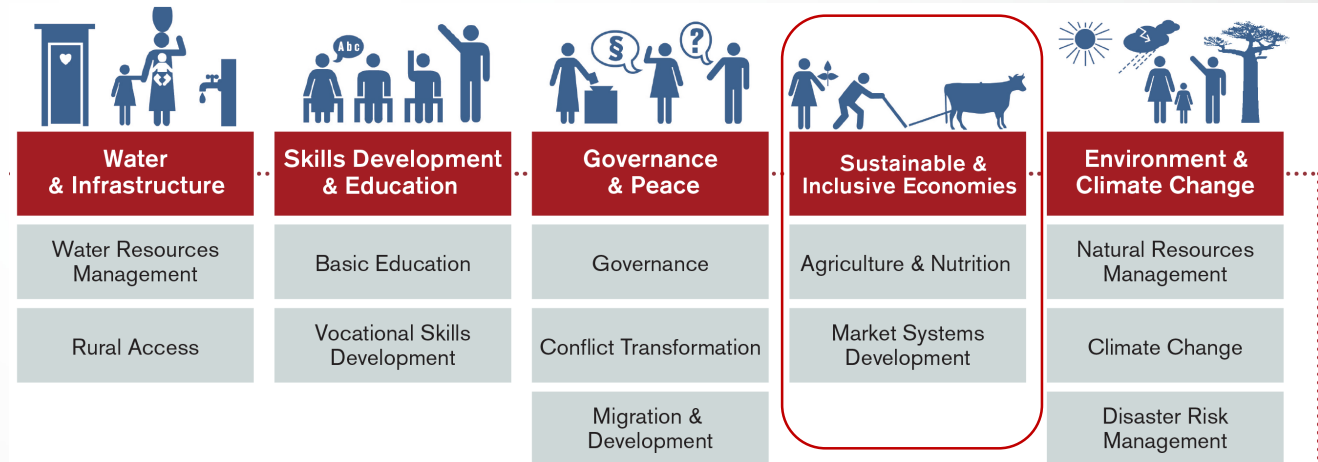 Abc
§
?
Water
& Infrastructure
Water Resources
Management
Rural Access
Skills Development
& Education
Basic Education
Vocational Skills
Development
Governance
& Peace
Governance
Conflict Transformation
Migration &
Development
Sustainable &
Inclusive Economies
Agriculture & Nutrition
Market Systems
Development
Environment &
Climate Change
Natural Resources
Management
Climate Change
Disaster Risk
Management